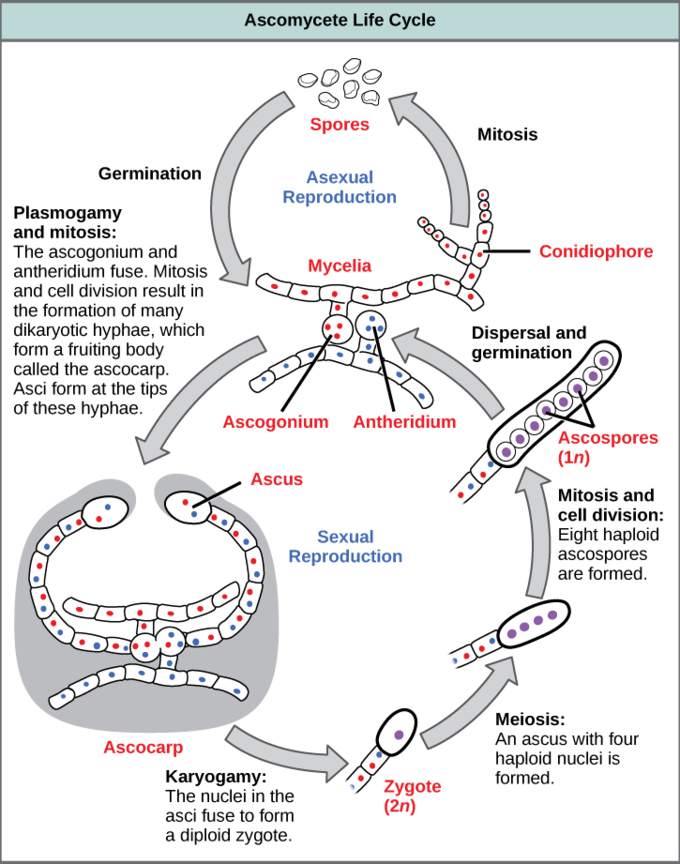 Ascomycete Life Cycle
Spores
Mitosis
Germination
Asexual
Reproduction
Plasmogamy
and mitosis:
The ascogonium and
antheridium fuse. Mitosis
and cell division result in
the formation of many
dikaryotic hyphae, which
form a fruiting body
called the ascocarp.
Asci form at the tips
of these hyphae.
Conidiophore
Mycelia
Dispersal and
germination
Ascogonium
Antheridium
Ascospores
(1n)
Ascus
Sexual
Reproduction
Mitosis and
cell division:
Eight haploid
ascospores
are formed.
Meiosis:
An ascus with four
haploid nuclei is
formed.
Ascocarp
Karyogamy:
The nuclei in the
asci fuse to form
a diploid zygote.
Zygote
(2n)